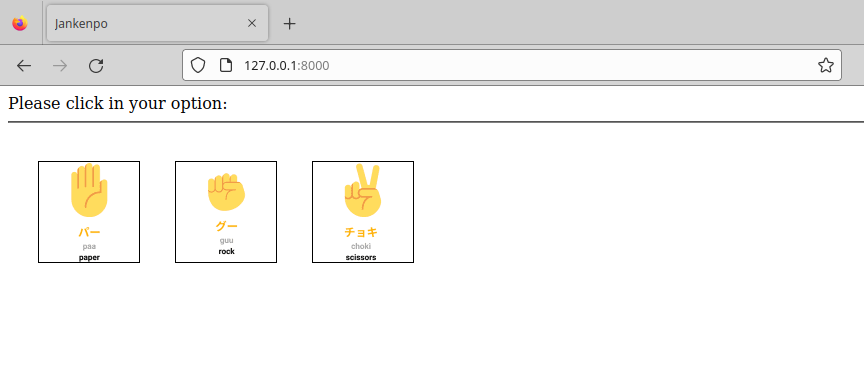 Jankenpo
127.0.0.1:8000
Please click in your option:
パー
paa
paper
グー
guu
rock
チョキ
choki
scissors